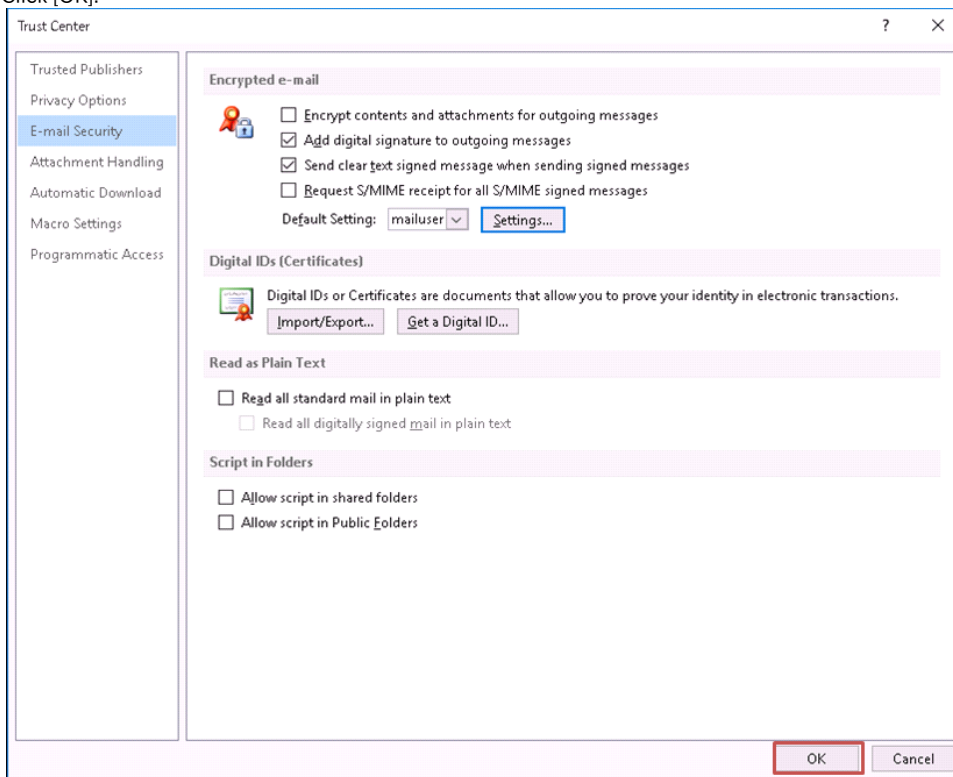 Click [OK].
Trust Center
?
Trusted Publishers
Privacy Options
E-mail Security
Attachment Handling
Automatic Download
Macro Settings
Programmatic Access
Encrypted e-mail
Encrypt contents and attachments for outgoing messages
Add digital signature to outgoing messages
Send clear text signed message when sending signed messages
Request S/MIME receipt for all S/MIME signed messages
Default Setting: mailuser Settings...
Digital IDs (Certificates)
Digital IDs or Certificates are documents that allow you to prove your identity in electronic transactions.
Import/Export... Get a Digital ID...
Read as Plain Text
Read all standard mail in plain text
Read all digitally signed mail in plain text
Script in Folders
Allow script in shared folders
Allow script in Public Folders
OK Cancel